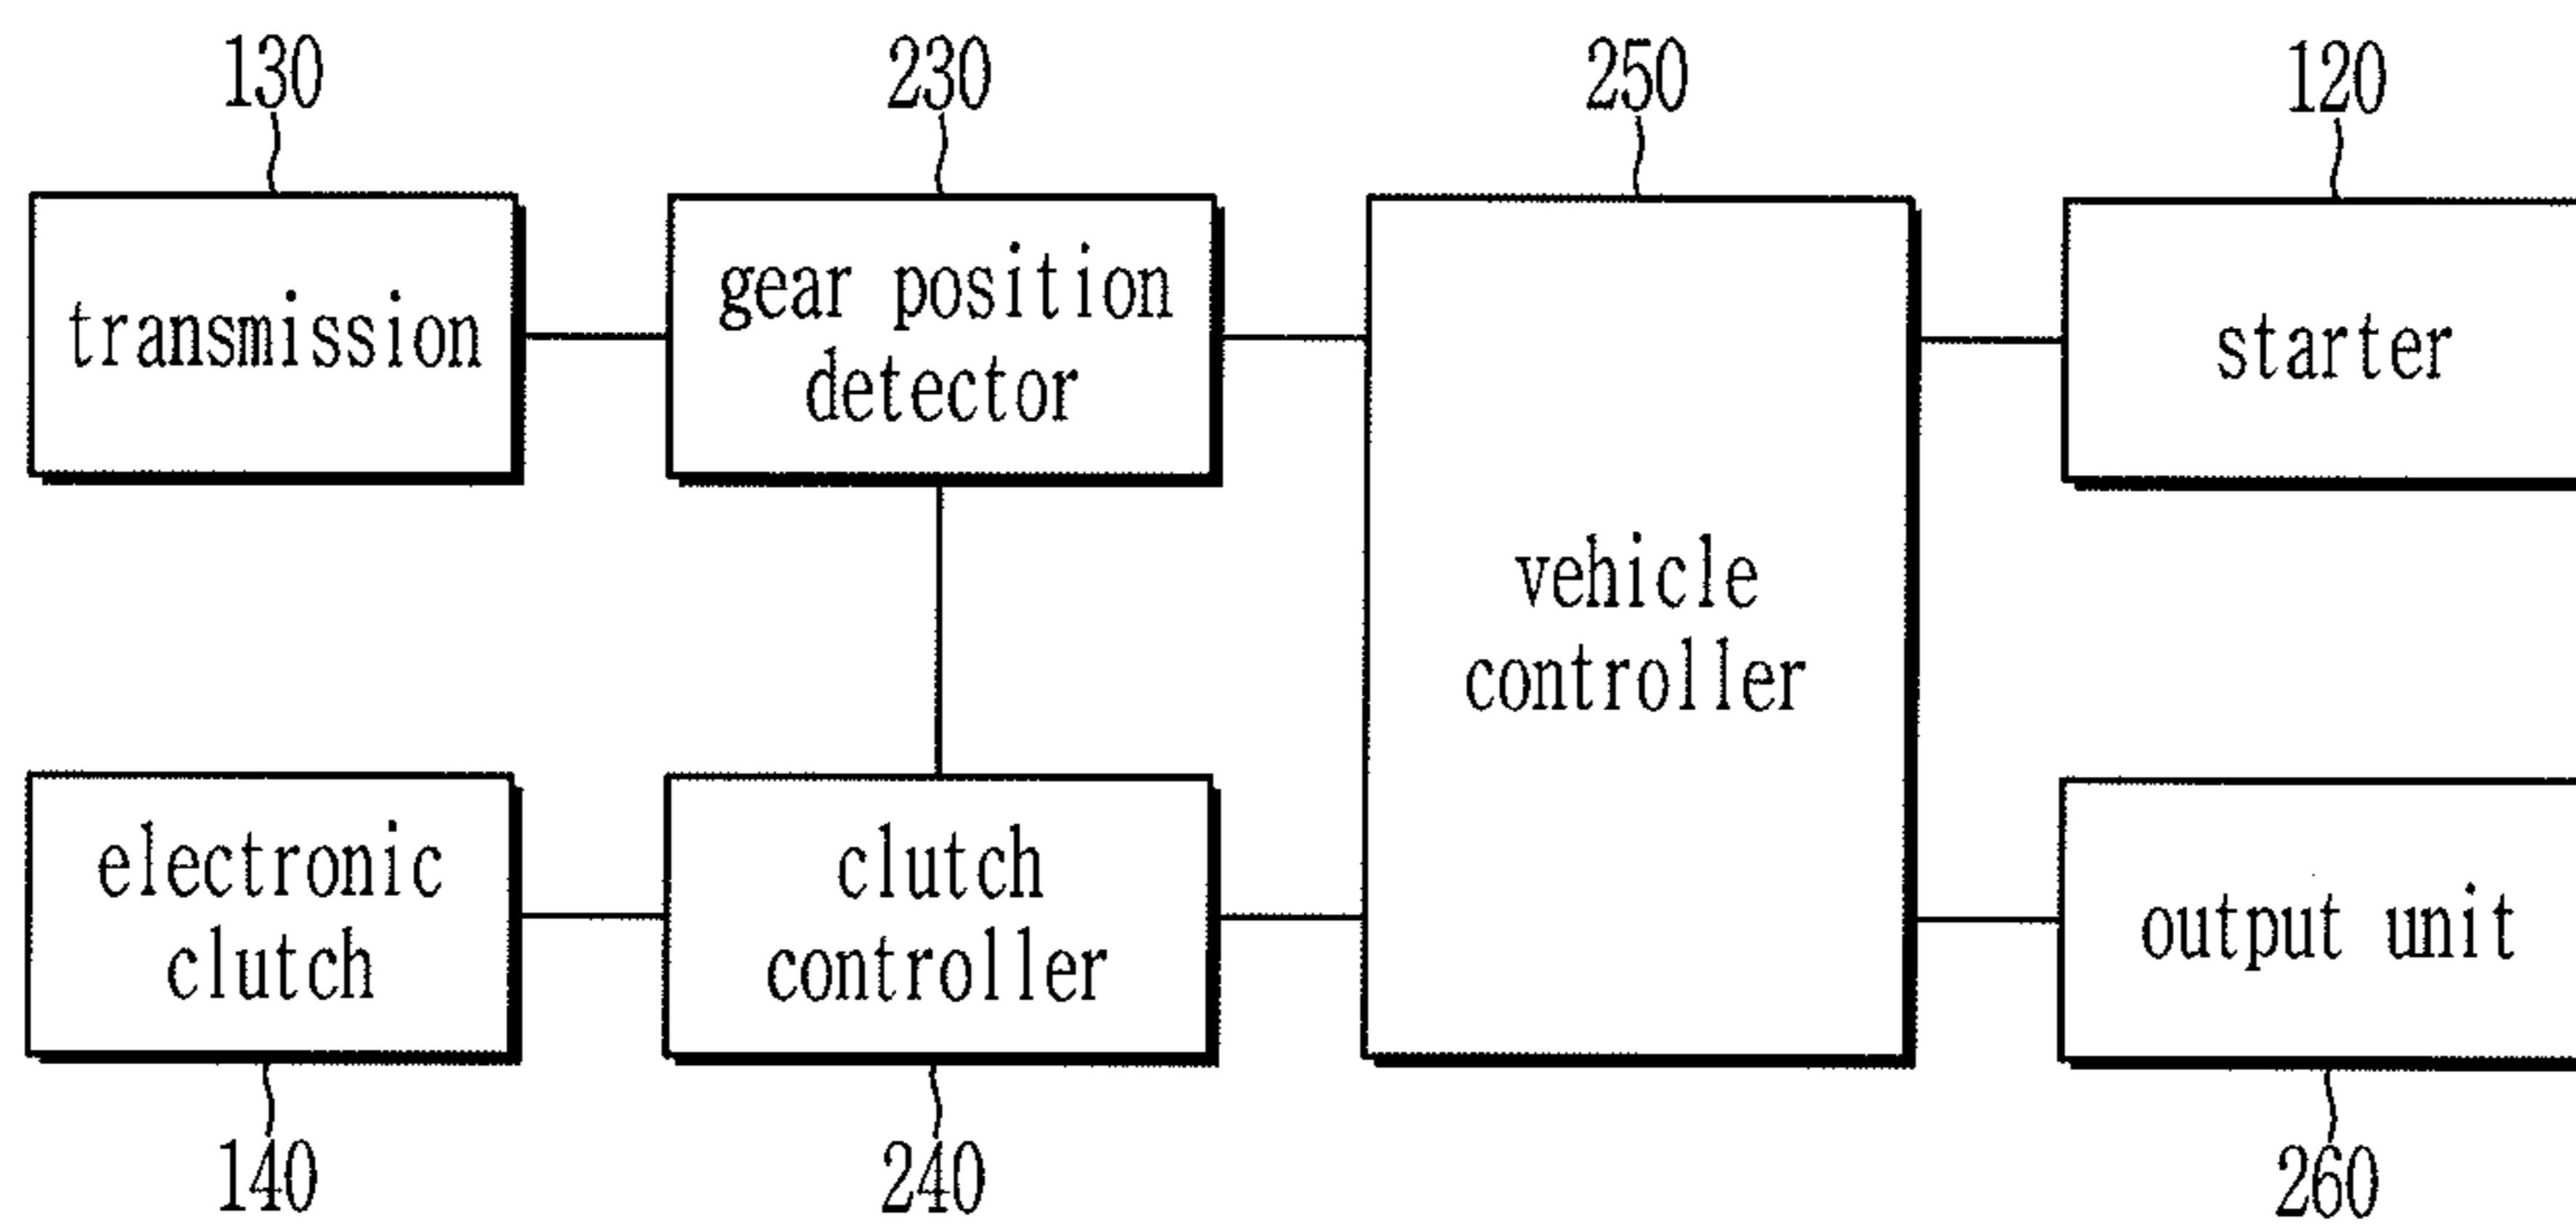 130
230
250
120
transmission
gear position
detector
vehicle
controller
starter
electronic
clutch
clutch
controller
output unit
140
240
260